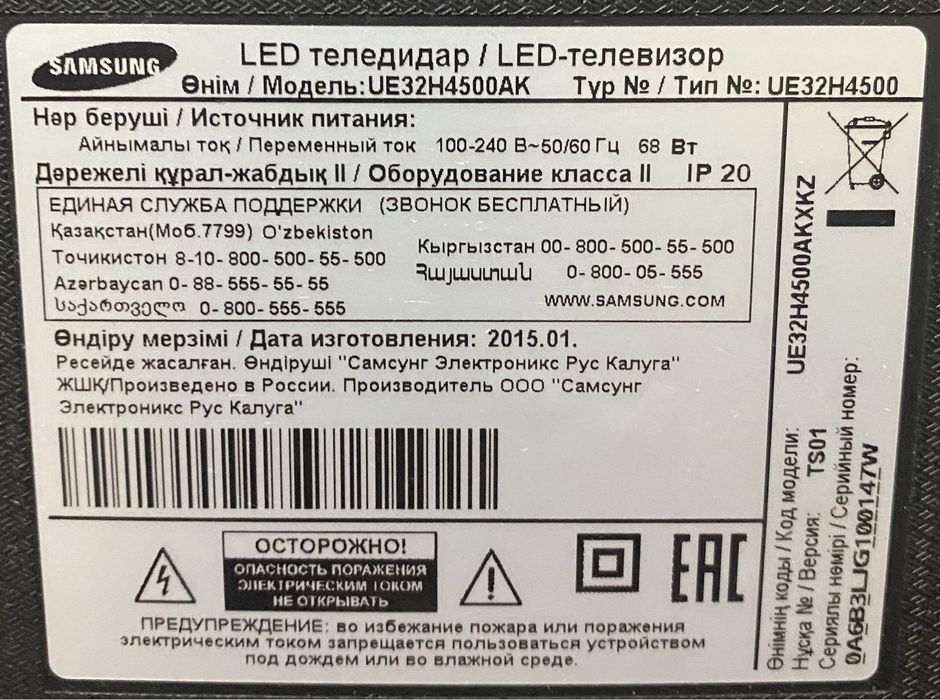 SAMSUNG
LED теледидар / LED-телевизор
Өнім / Модель:UE32H4500AK Түр № / Тип №: UE32H4500
Нәр беруші / Источник питания:
Айнымалы тоқ / Переменный ток 100-240 В~50/60 Гц 68 Вт
Дәрежелі құрал-жабдық II / Оборудование класса II IP 20
ЕДИНАЯ СЛУЖБА ПОДДЕРЖКИ (ЗВОНОК БЕСПЛАТНЫЙ)
Қазақстан(Моб.7799) O'zbekiston
Точикистон 8-10-800-500-55-500
Кыргызстан 00-800-500-55-500
Azərbaycan 0-88-555-55-55
Հայաստան 0-800-05-555
საქართველო 0-800-555-555
WWW.SAMSUNG.COM
Өндіру мерзімі / Дата изготовления: 2015.01.
Ресейде жасалған. Өндіруші "Самсунг Электроникс Рус Калуга"
ЖШҚ/Произведено в России. Производитель ООО "Самсунг
Электроникс Рус Калуга"
ОСТОРОЖНО!
ОПАСНОСТЬ ПОРАЖЕНИЯ
ЭЛЕКТРИЧЕСКИМ ТОКОМ
НЕ ОТКРЫВАТЬ
EAC
ПРЕДУПРЕЖДЕНИЕ: во избежание пожара или поражения
электрическим током запрещается пользоваться устройством
под дождем или во влажной среде.
Өнімнің коды / Код модели: UE32H4500AKXKZ
Нұсқа № / Версия: TS01
Сериялы нөмірі / Серийный номер:
0A6B3LJG100147W